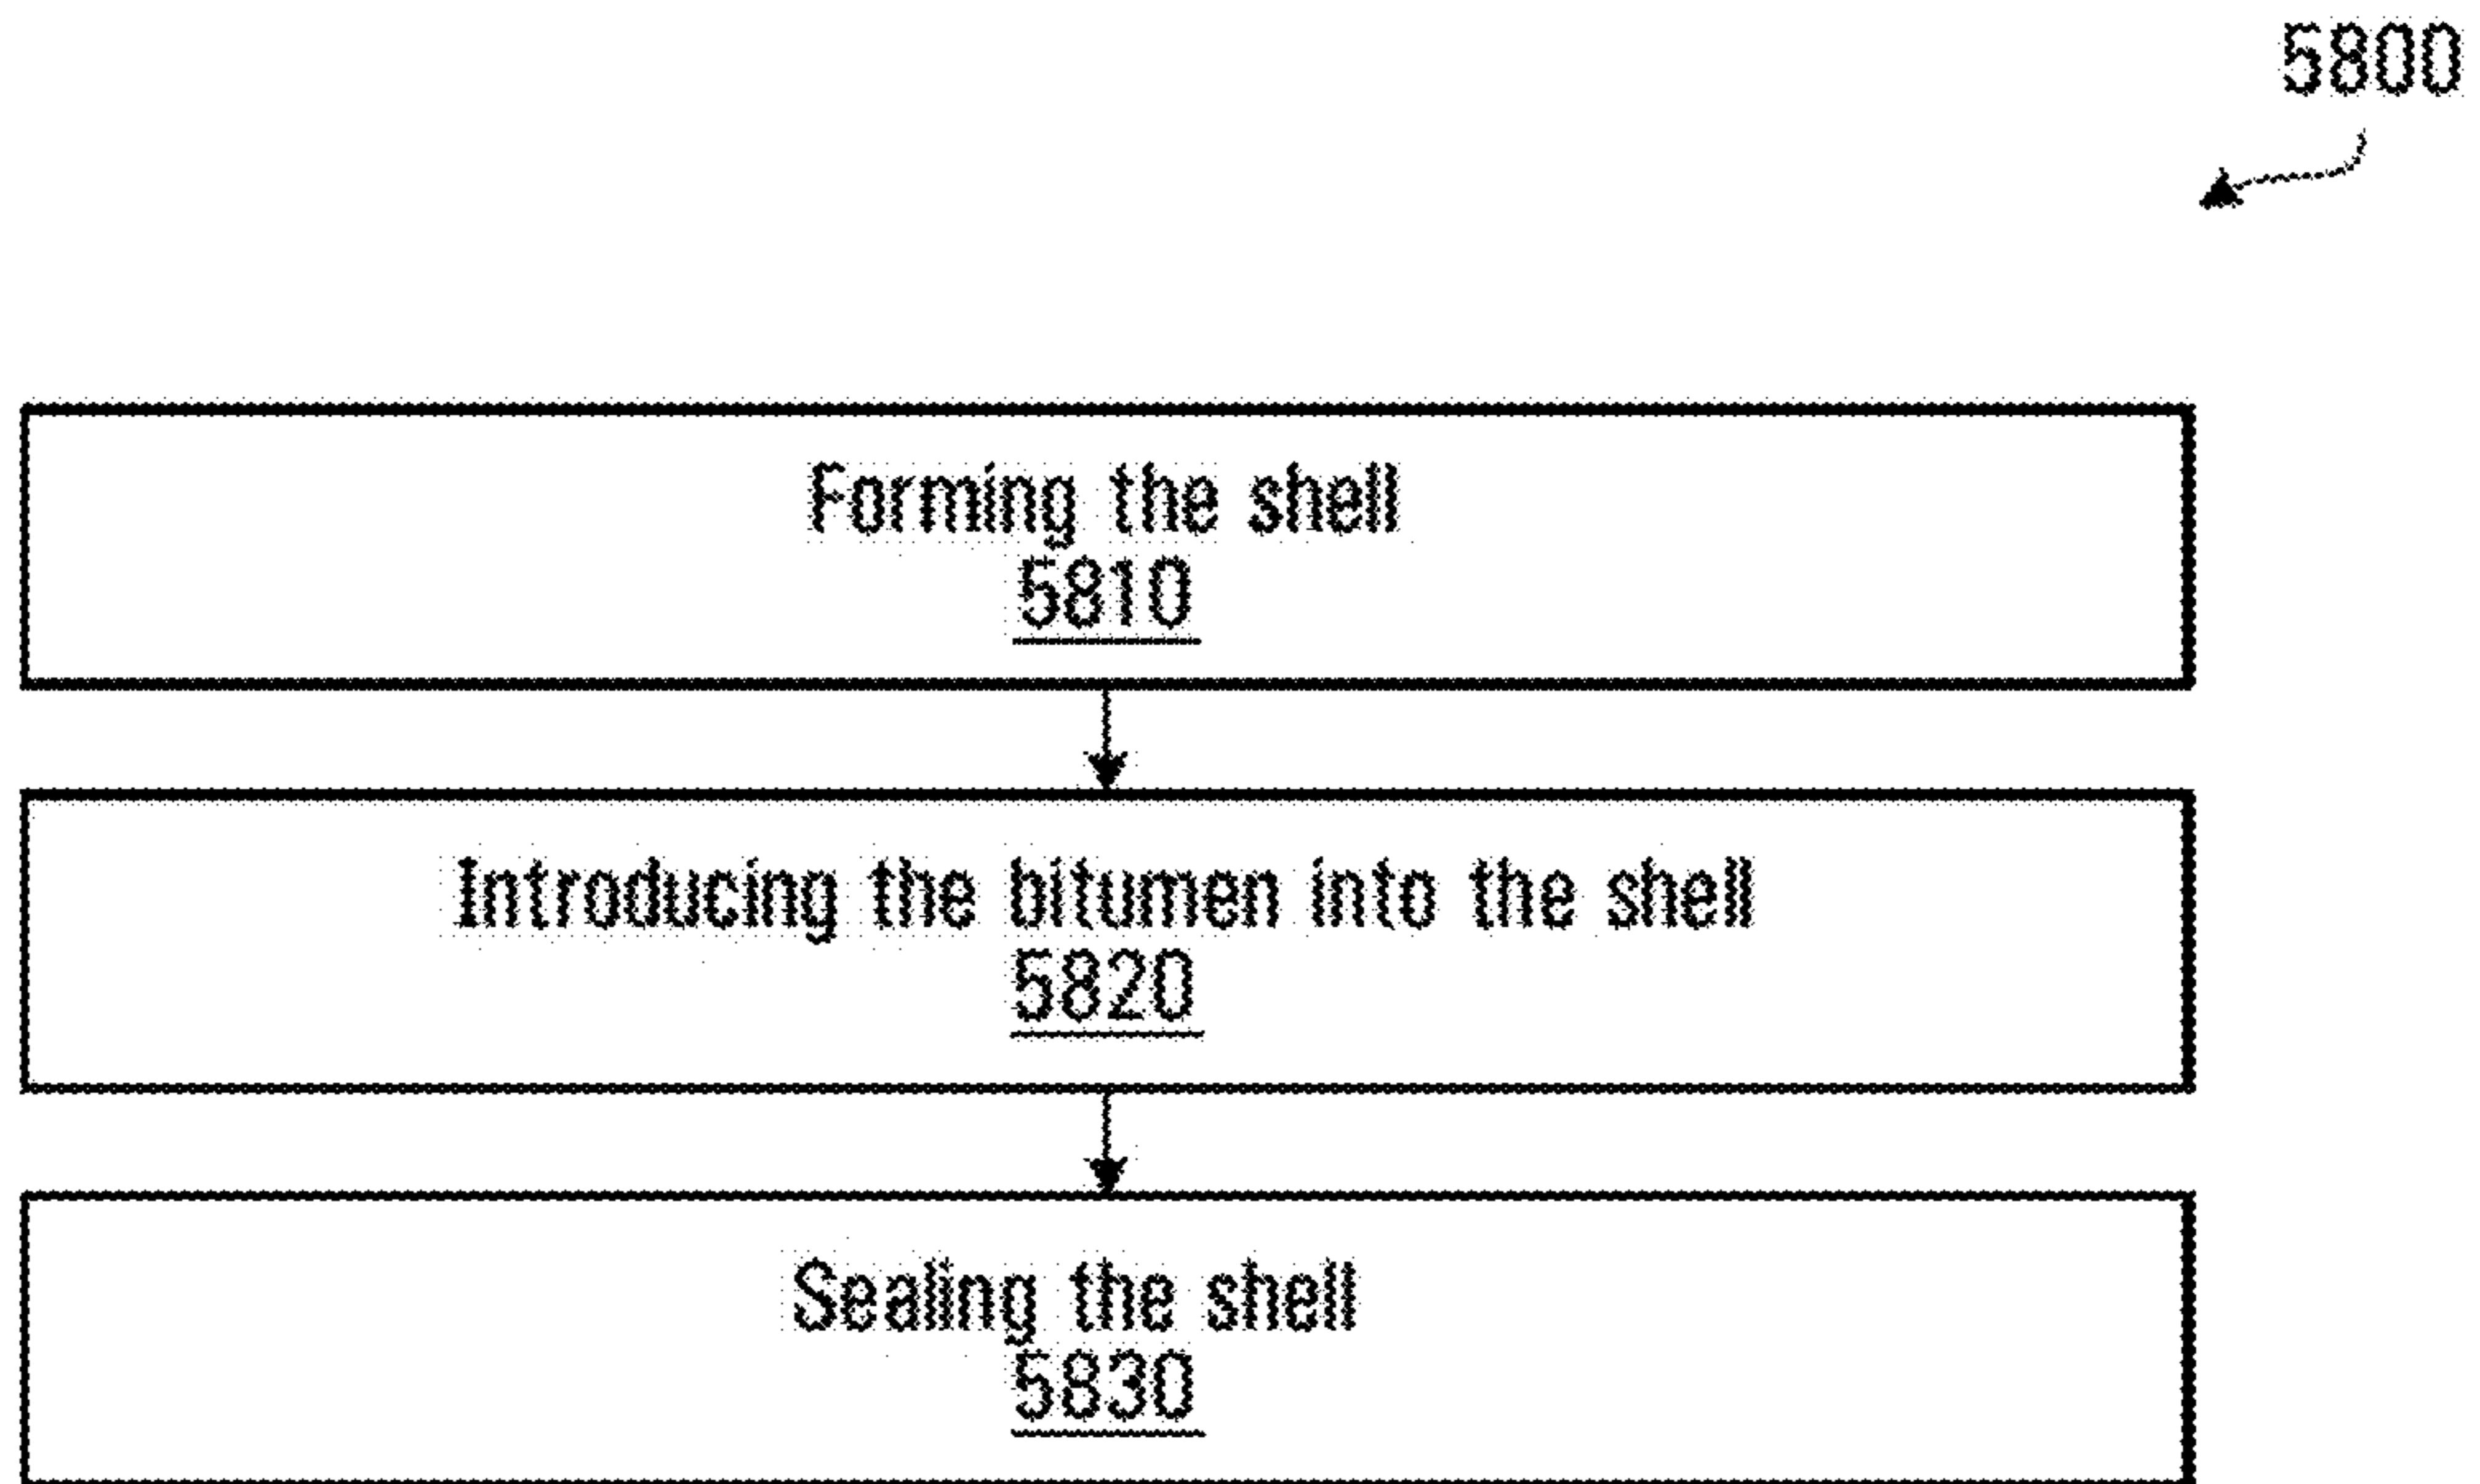 5800
Forming the shell
5810
Introducing the bitumen into the shell
5820
Sealing the shell
5830